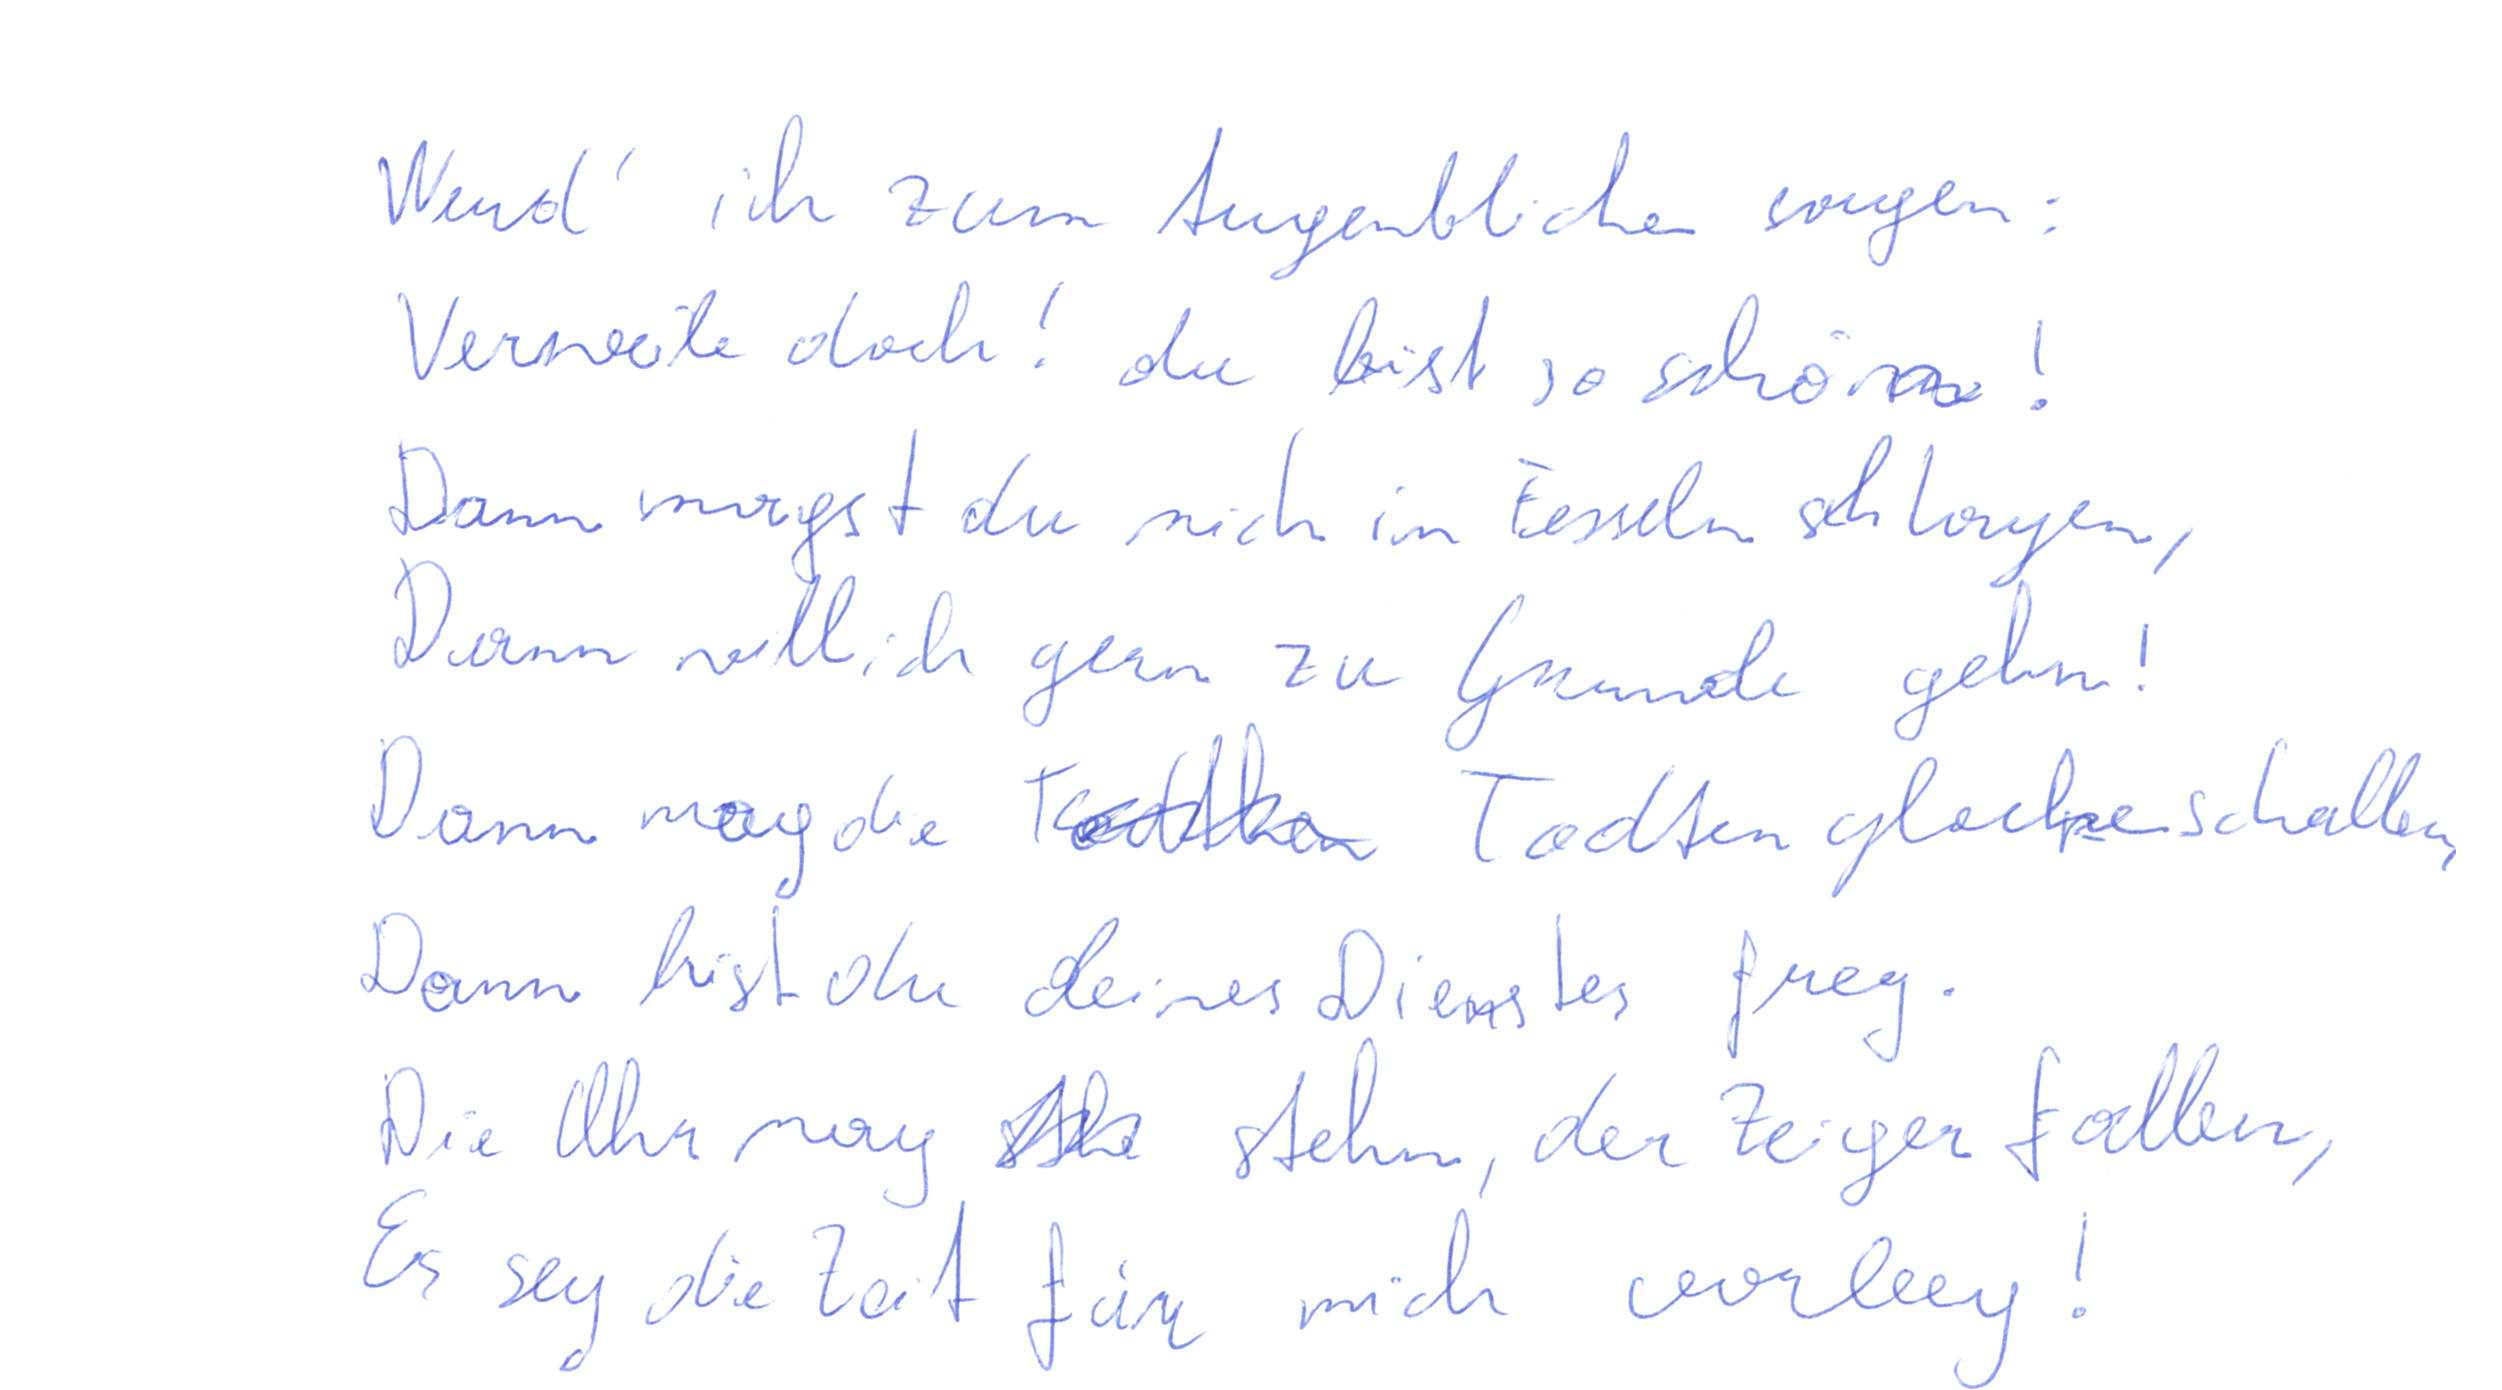 Werd' ich zum Augenblicke sagen:
Verweile doch! du bist so schön!
Dann magst du mich in Fesseln schlagen,
Dann will ich gern zu Grunde gehn!
Dann mag die Todtenglocke schallen,
Dann bist du deines Dienstes frey.
Die Uhr mag stehn, der Zeiger fallen,
Es sey die Zeit für mich vorbey!